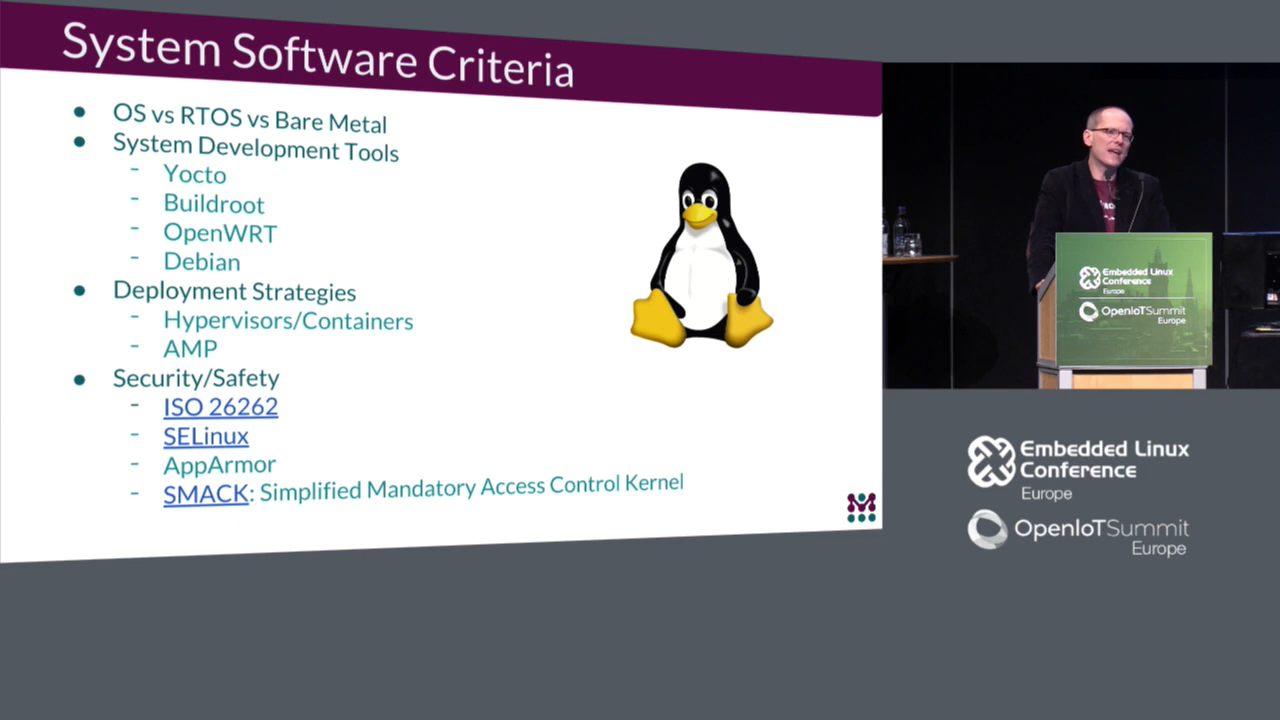 System Software Criteria
● OS vs RTOS vs Bare Metal
● System Development Tools
- Yocto
- Buildroot
- OpenWRT
- Debian
● Deployment Strategies
- Hypervisors/Containers
- AMP
● Security/Safety
- ISO 26262
- SELinux
- AppArmor
- SMACK: Simplified Mandatory Access Control Kernel
Embedded Linux
Conference
Europe
OpenIoTSummit
Europe
Embedded Linux
Conference
Europe
OpenIoTSummit
Europe